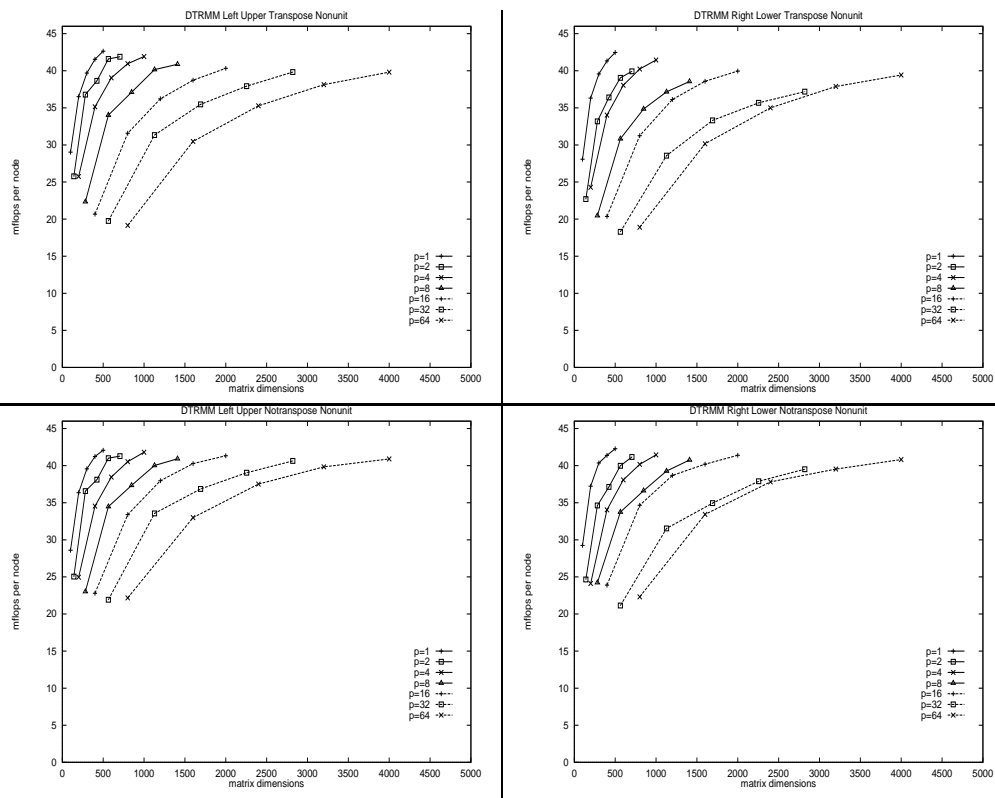 DTRMM Left Upper Transpose Nonunit
45
40
35
30
25
20
15
10
5
0
mflops per node
p=1
p=2
p=4
p=8
p=16
p=32
p=64
0 500 1000 1500 2000 2500 3000 3500 4000 4500 5000
matrix dimensions
DTRMM Right Lower Transpose Nonunit
45
40
35
30
25
20
15
10
5
0
mflops per node
p=1
p=2
p=4
p=8
p=16
p=32
p=64
0 500 1000 1500 2000 2500 3000 3500 4000 4500 5000
matrix dimensions
DTRMM Left Upper Notranspose Nonunit
45
40
35
30
25
20
15
10
5
0
mflops per node
p=1
p=2
p=4
p=8
p=16
p=32
p=64
0 500 1000 1500 2000 2500 3000 3500 4000 4500 5000
matrix dimensions
DTRMM Right Lower Notranspose Nonunit
45
40
35
30
25
20
15
10
5
0
mflops per node
p=1
p=2
p=4
p=8
p=16
p=32
p=64
0 500 1000 1500 2000 2500 3000 3500 4000 4500 5000
matrix dimensions